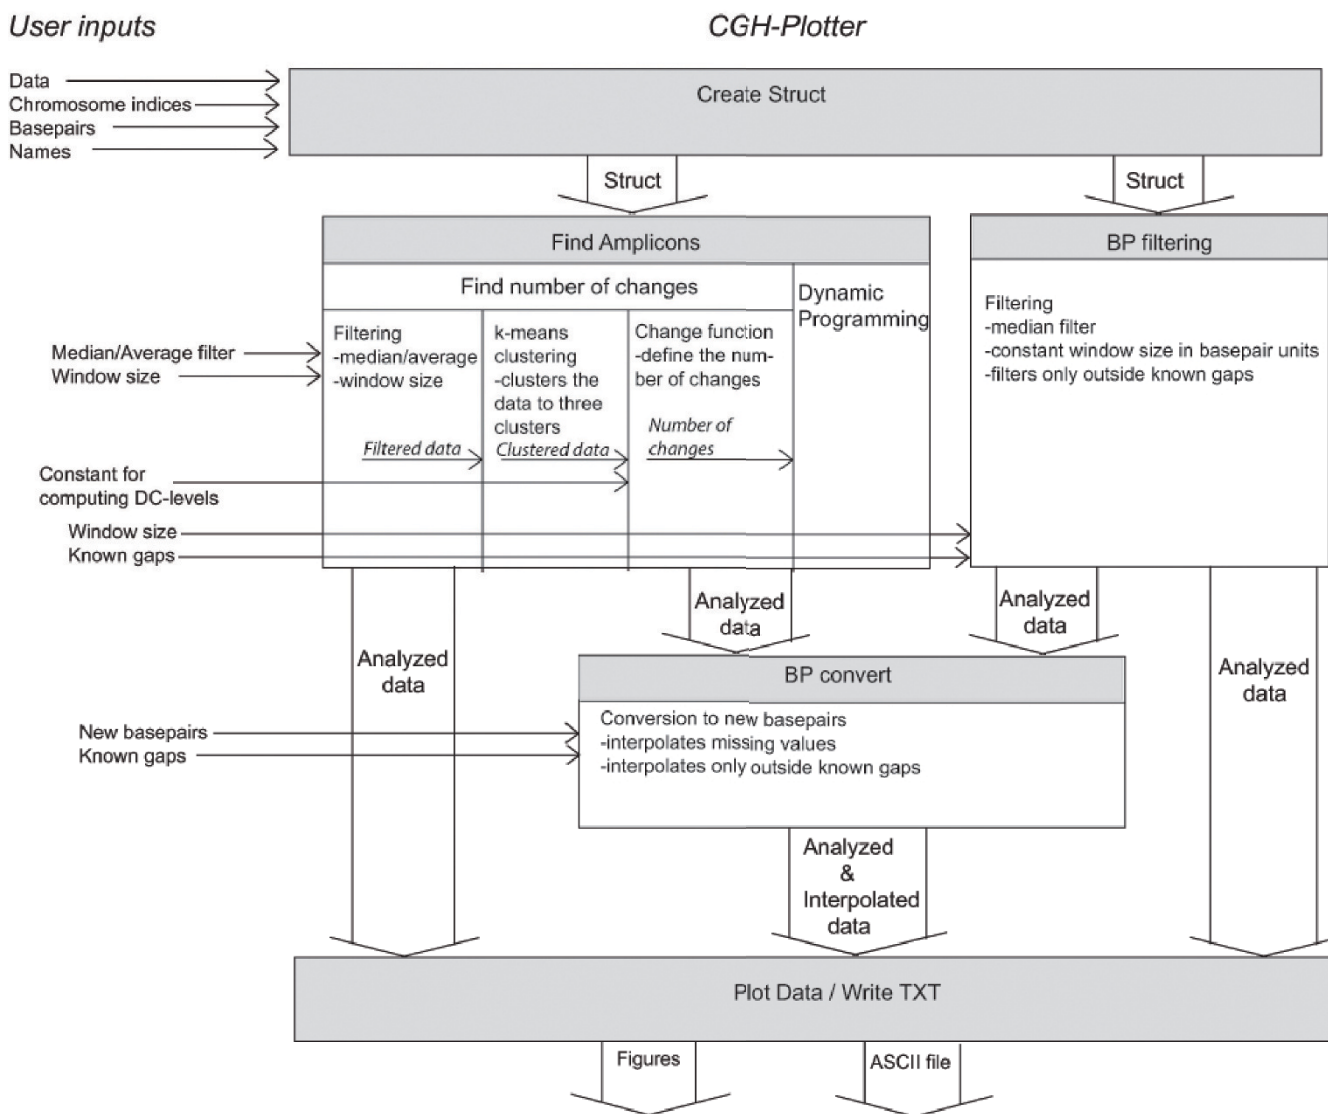 User inputs
CGH-Plotter
Data
Chromosome indices
Basepairs
Names
Create Struct
Struct
Struct
Find Amplicons
BP filtering
Find number of changes
Dynamic
Programming
Filtering
-median/average
-window size
k-means
clustering
-clusters the
data to three
clusters
Change function
-define the num-
ber of changes
Filtered data
Clustered data
Number of
changes
Filtering
-median filter
-constant window size in basepair units
-filters only outside known gaps
Median/Average filter
Window size
Constant for
computing DC-levels
Window size
Known gaps
Analyzed
data
Analyzed
data
Analyzed
data
Analyzed
data
BP convert
Conversion to new basepairs
-interpolates missing values
-interpolates only outside known gaps
New basepairs
Known gaps
Analyzed
&
Interpolated
data
Plot Data / Write TXT
Figures
ASCII file